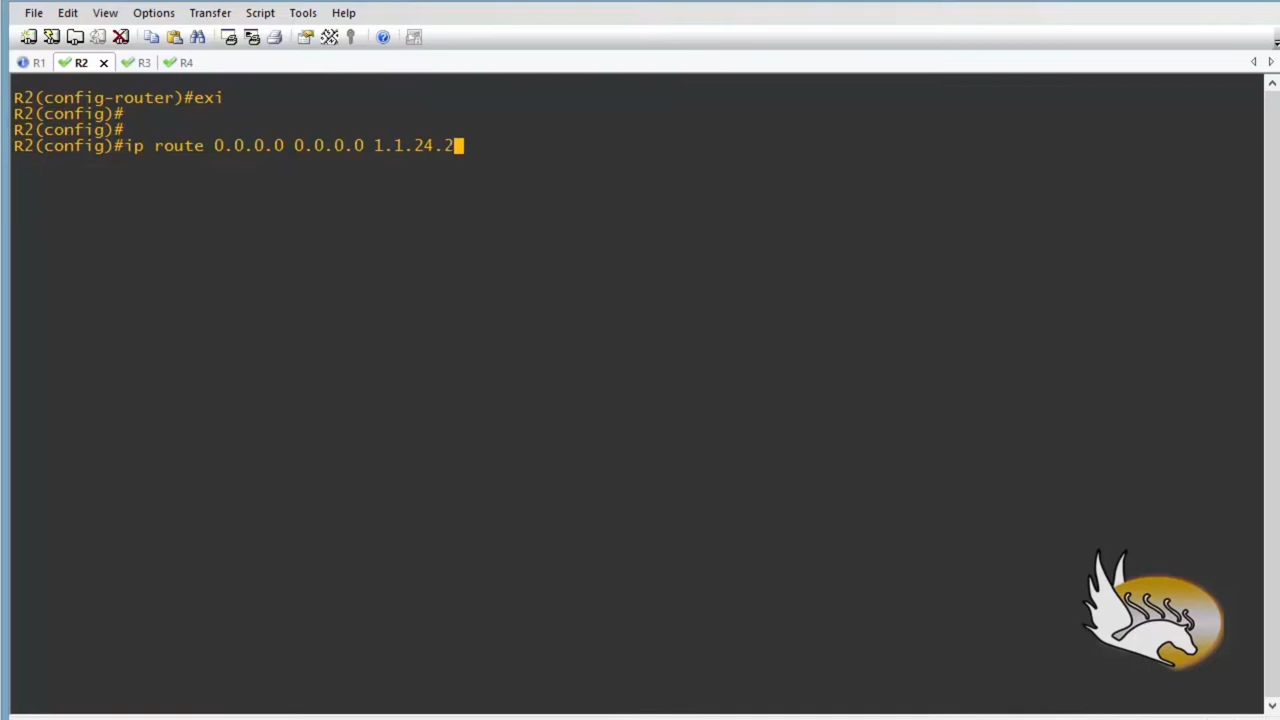 File Edit View Options Transfer Script Tools Help
R1 R2 R3 R4
R2(config-router)#exi
R2(config)#
R2(config)#
R2(config)#ip route 0.0.0.0 0.0.0.0 1.1.24.2